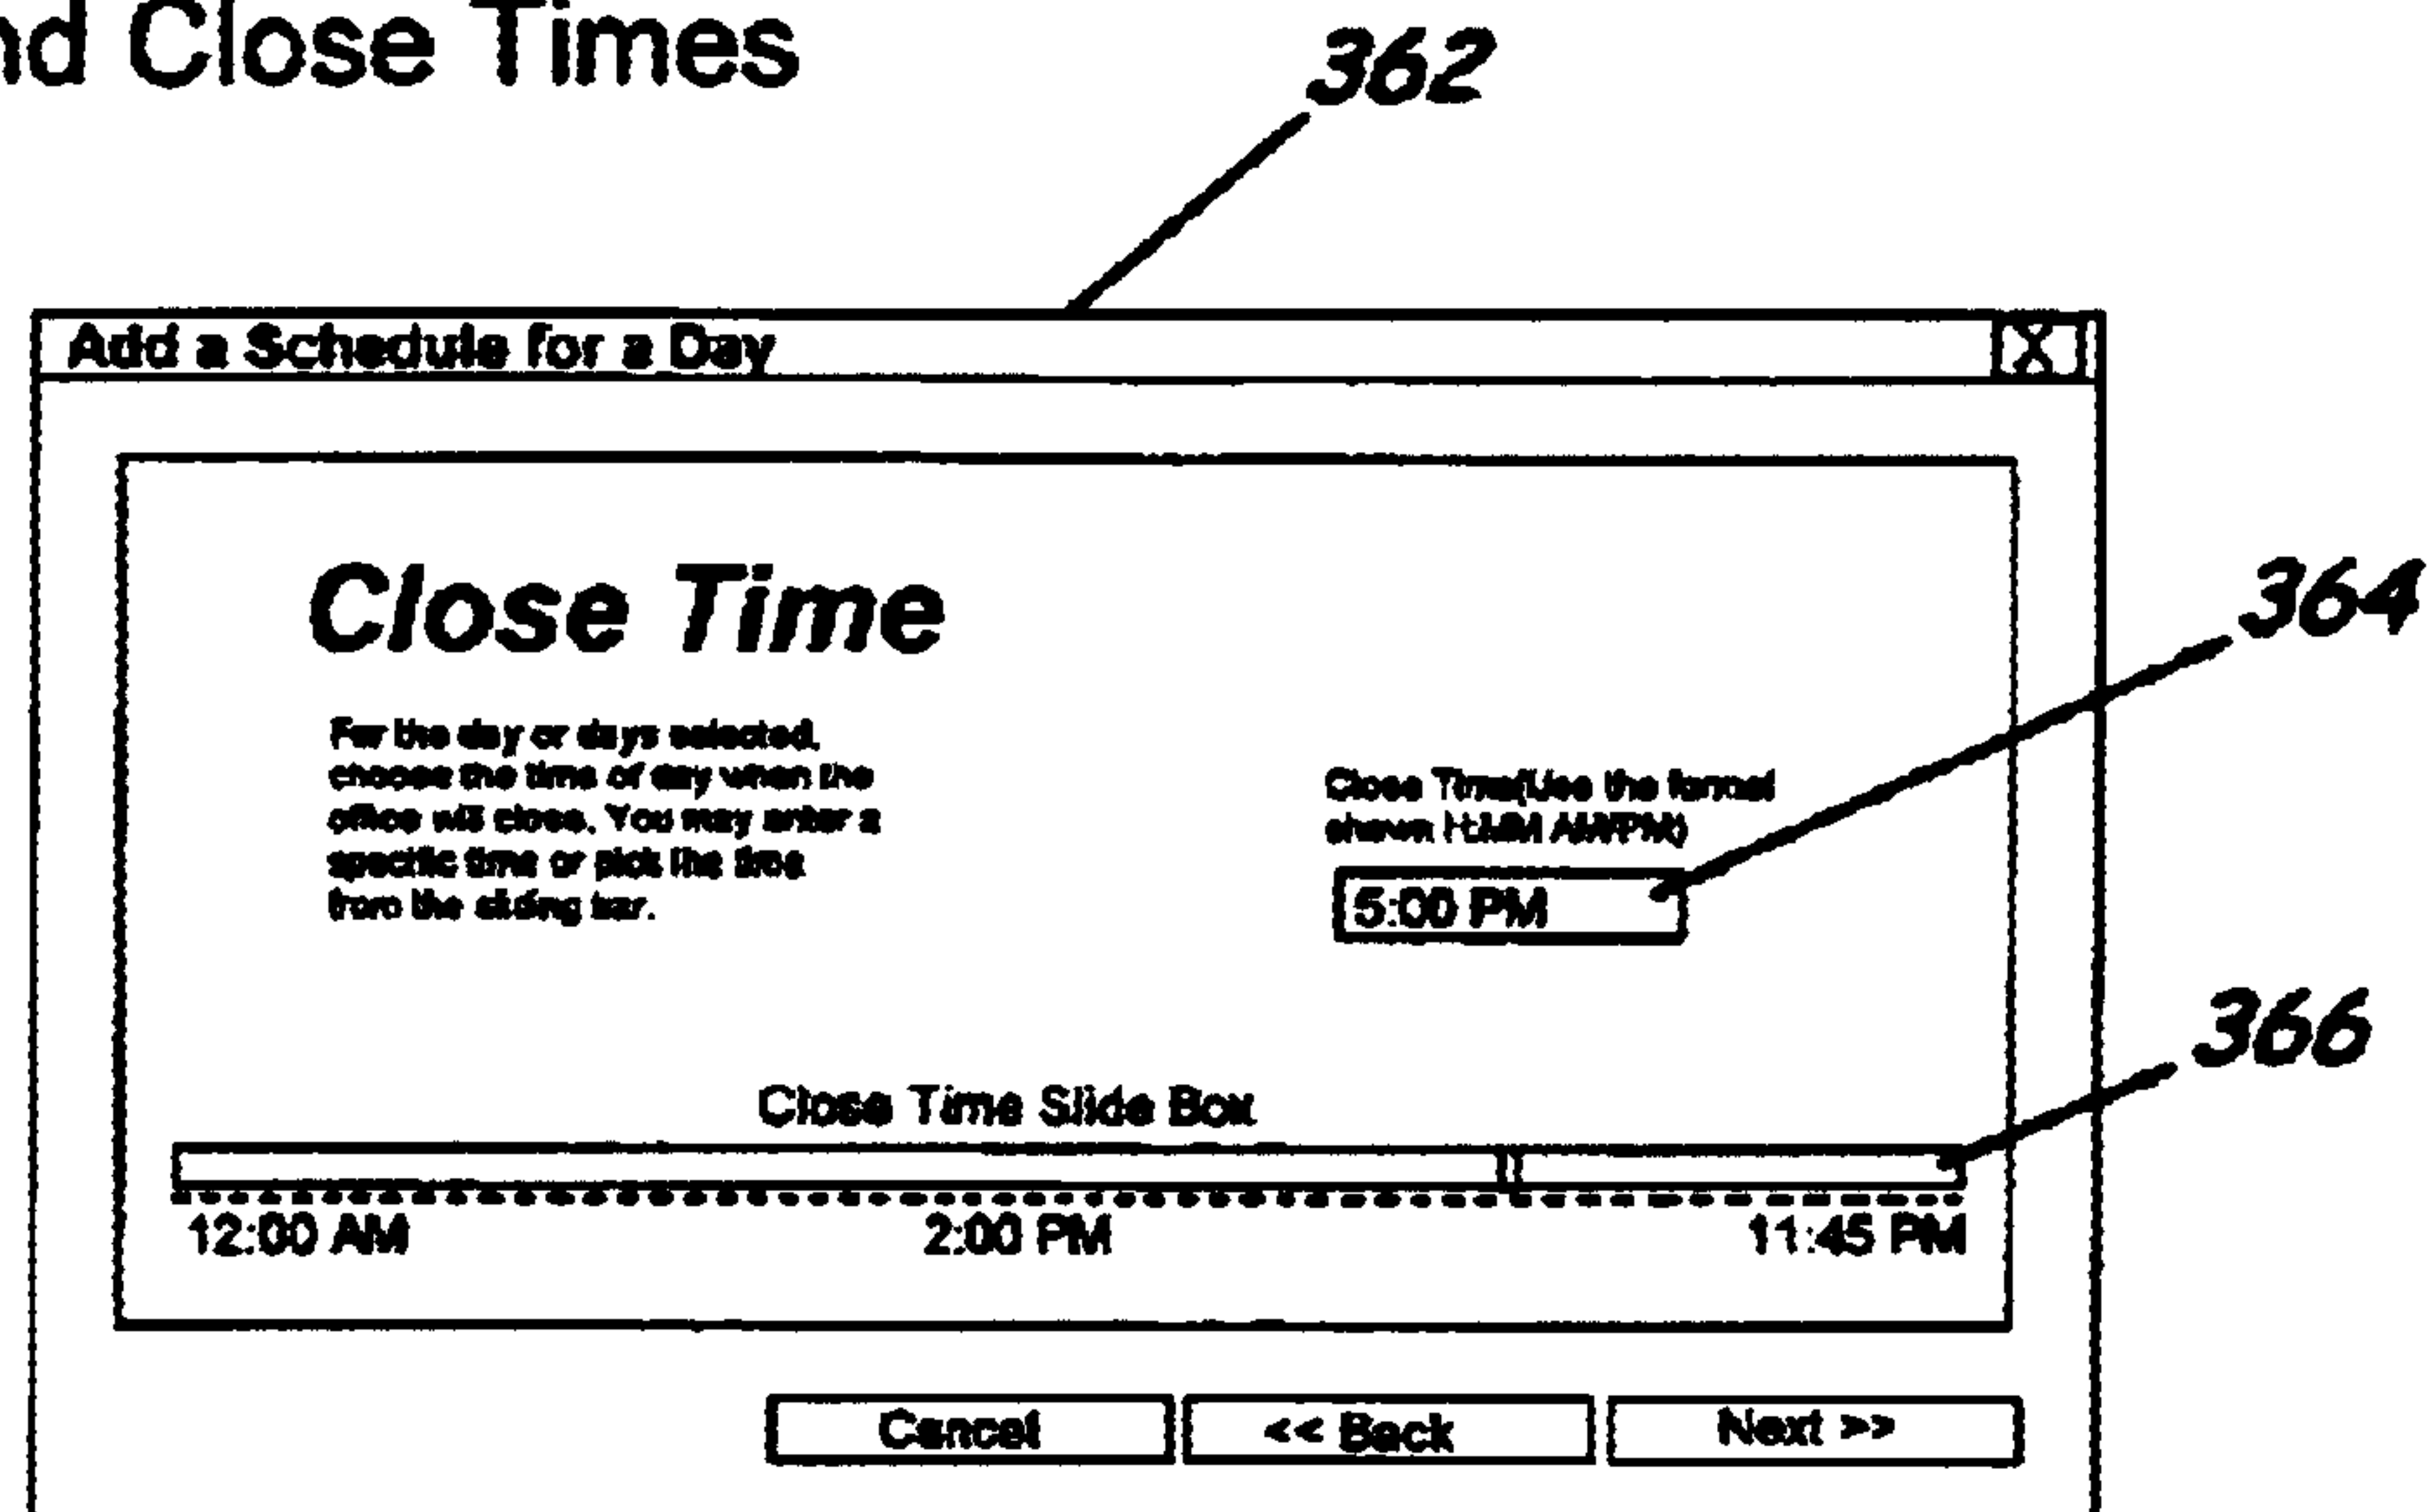 nd Close Times
362
Add a Schedule for a Day
X
Close Time
364
For the day or days selected,
choose the time of day when the
office will close. You may enter a
specific time or pick the time
from the sliding bar.
Close Time(Use the format
shown H:MM AM/PM)
5:00 PM
366
Close Time Slide Box
12:00 AM 2:00 PM 11:45 PM
Cancel << Back Next >>